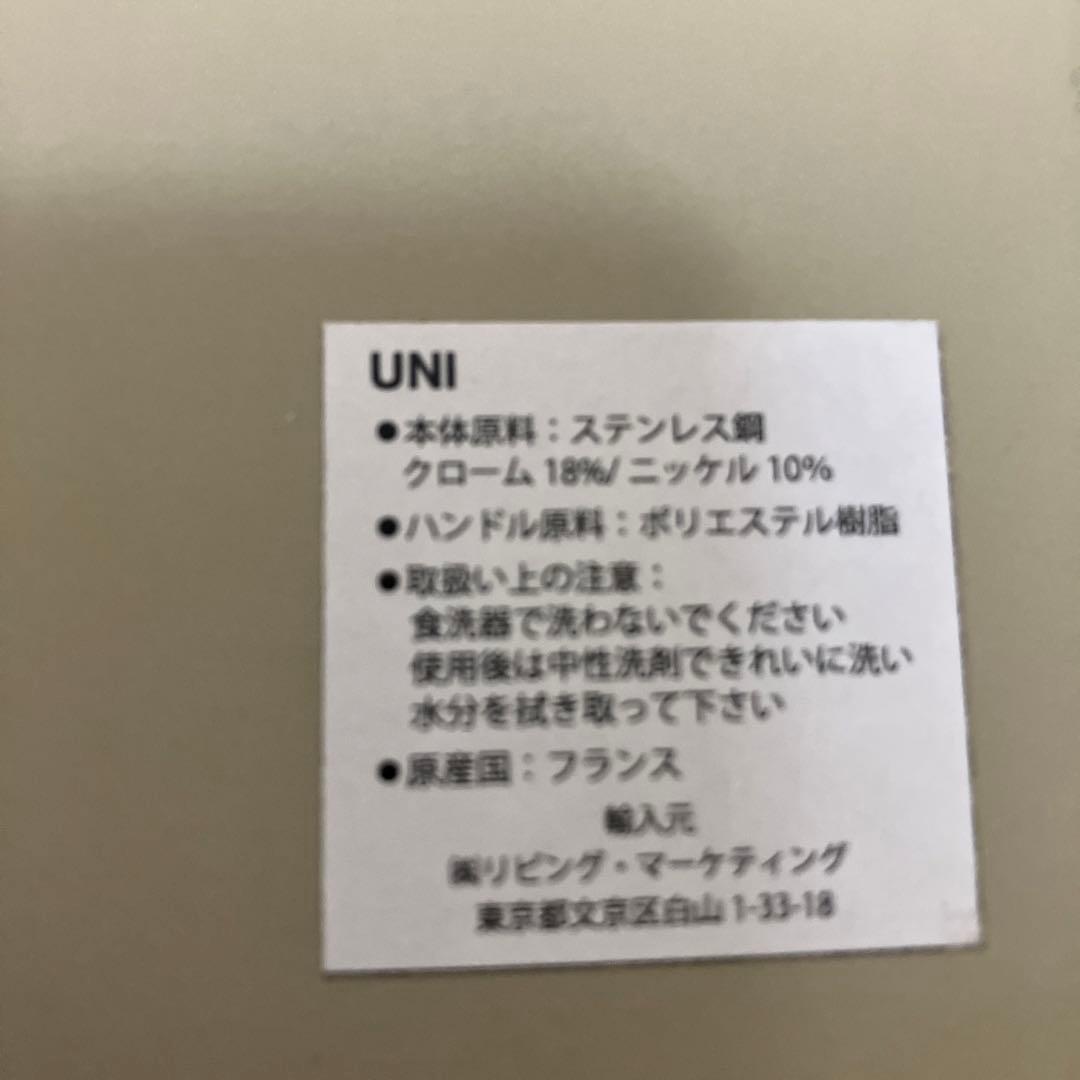 UNI
●本体原料：ステンレス鋼
クローム 18%/ ニッケル 10%
●ハンドル原料：ポリエステル樹脂
●取扱い上の注意：
食洗器で洗わないでください
使用後は中性洗剤できれいに洗い
水分を拭き取って下さい
●原産国：フランス
輸入元
㈱リビング・マーケティング
東京都文京区白山 1-33-18